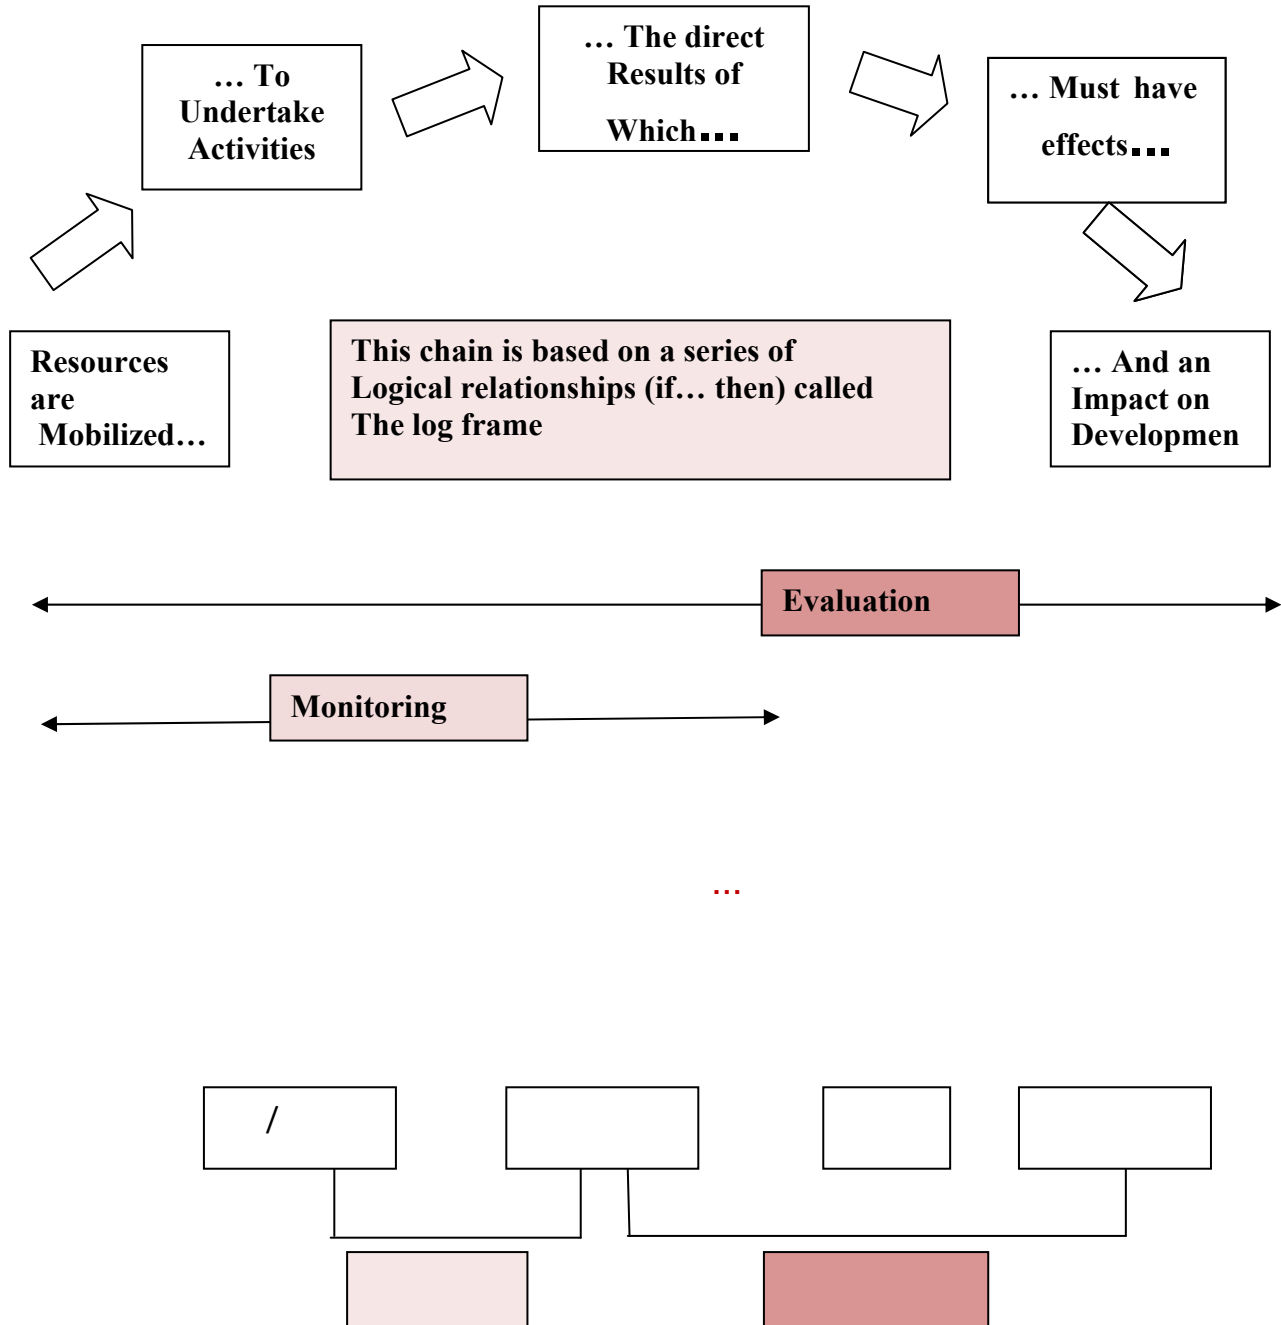 … To
Undertake
Activities
… The direct
Results of
Which...
… Must have
effects...
Resources
are
Mobilized…
This chain is based on a series of
Logical relationships (if… then) called
The log frame
… And an
Impact on
Developmen
Evaluation
Monitoring
…
/